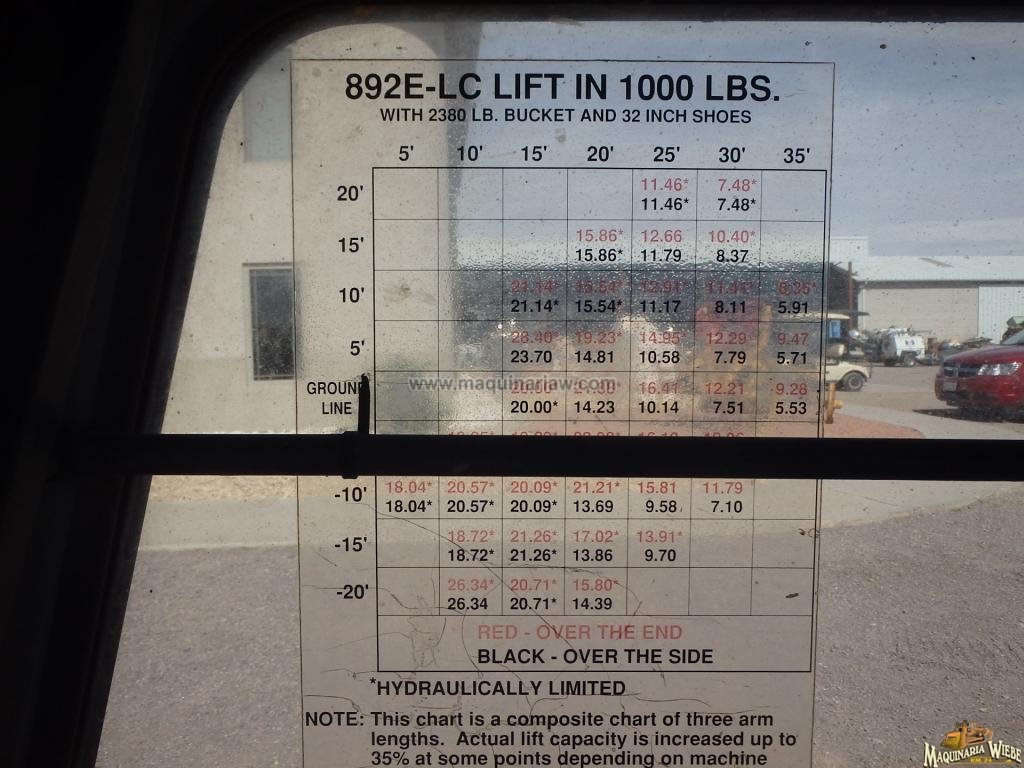 892E-LC LIFT IN 1000 LBS.
WITH 2380 LB. BUCKET AND 32 INCH SHOES
5' 10' 15' 20' 25' 30' 35'
20' 11.46* 7.48*
11.46* 7.48*
15' 15.86* 12.66 10.40*
15.86* 11.79 8.37
10' 21.14* 15.54* 12.91* 11.44* 8.35*
21.14* 15.54* 11.17 8.11 5.91
5' 28.40* 19.23* 14.95* 12.29 9.47
23.70 14.81 10.58 7.79 5.71
GROUND 16.41 12.21 9.28
LINE 20.00* 14.23 10.14 7.51 5.53
www.maquinariaw.com
-10' 18.04* 20.57* 20.09* 21.21* 15.81 11.79
18.04* 20.57* 20.09* 13.69 9.58 7.10
-15' 18.72* 21.26* 17.02* 13.91*
18.72* 21.26* 13.86 9.70
-20' 26.34* 20.71* 15.80*
26.34 20.71* 14.39
RED - OVER THE END
BLACK - OVER THE SIDE
*HYDRAULICALLY LIMITED
NOTE: This chart is a composite chart of three arm
lengths. Actual lift capacity is increased up to
35% at some points depending on machine
MAQUINARIA WIEBE